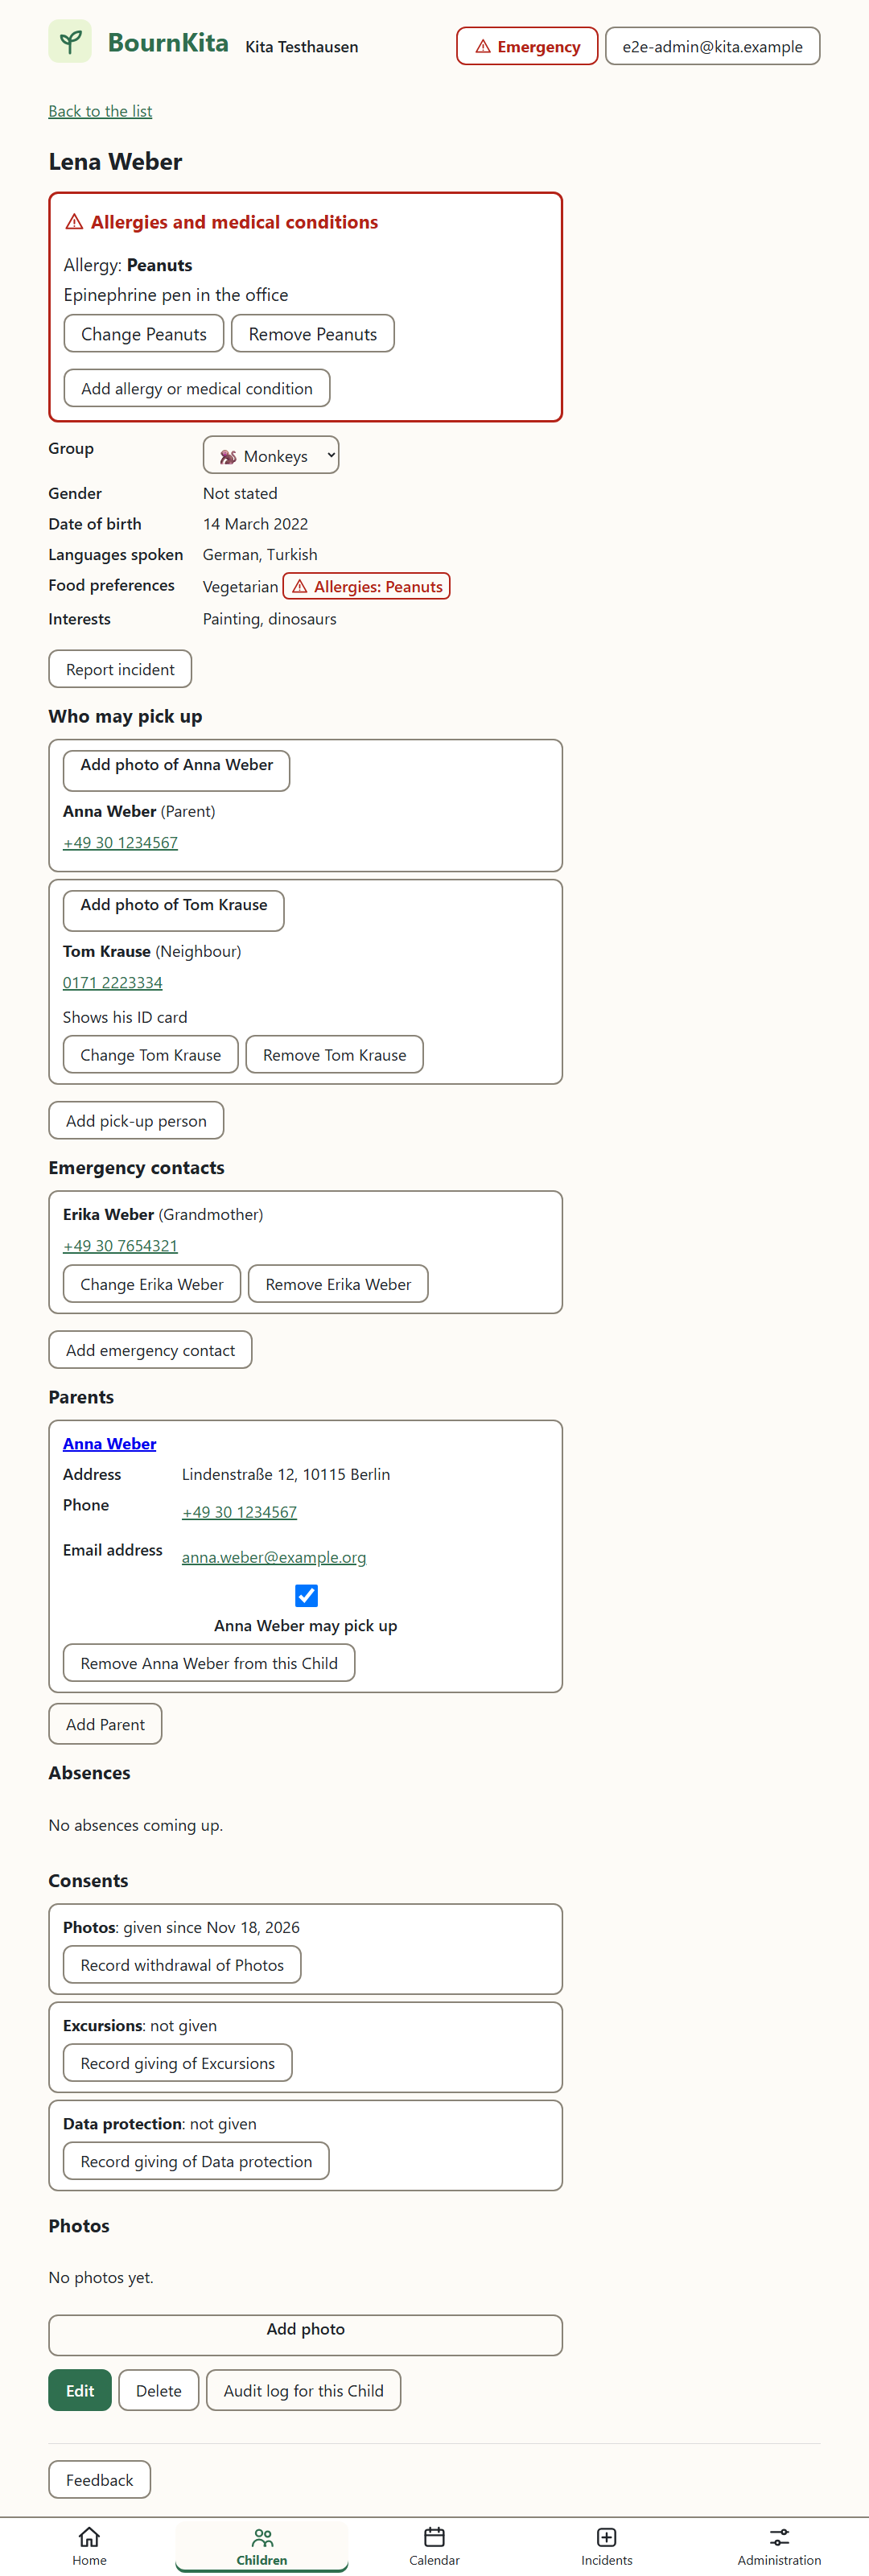 BournKita Kita Testhausen Emergency e2e-admin@kita.example
Back to the list
Lena Weber
Allergies and medical conditions
Allergy: Peanuts
Epinephrine pen in the office
Change Peanuts Remove Peanuts
Add allergy or medical condition
Group Monkeys
Gender Not stated
Date of birth 14 March 2022
Languages spoken German, Turkish
Food preferences Vegetarian Allergies: Peanuts
Interests Painting, dinosaurs
Report incident
Who may pick up
Add photo of Anna Weber
Anna Weber (Parent)
+49 30 1234567
Add photo of Tom Krause
Tom Krause (Neighbour)
0171 2223334
Shows his ID card
Change Tom Krause Remove Tom Krause
Add pick-up person
Emergency contacts
Erika Weber (Grandmother)
+49 30 7654321
Change Erika Weber Remove Erika Weber
Add emergency contact
Parents
Anna Weber
Address Lindenstraße 12, 10115 Berlin
Phone +49 30 1234567
Email address anna.weber@example.org
Anna Weber may pick up
Remove Anna Weber from this Child
Add Parent
Absences
No absences coming up.
Consents
Photos: given since Nov 18, 2026
Record withdrawal of Photos
Excursions: not given
Record giving of Excursions
Data protection: not given
Record giving of Data protection
Photos
No photos yet.
Add photo
Edit Delete Audit log for this Child
Feedback
Home Children Calendar Incidents Administration